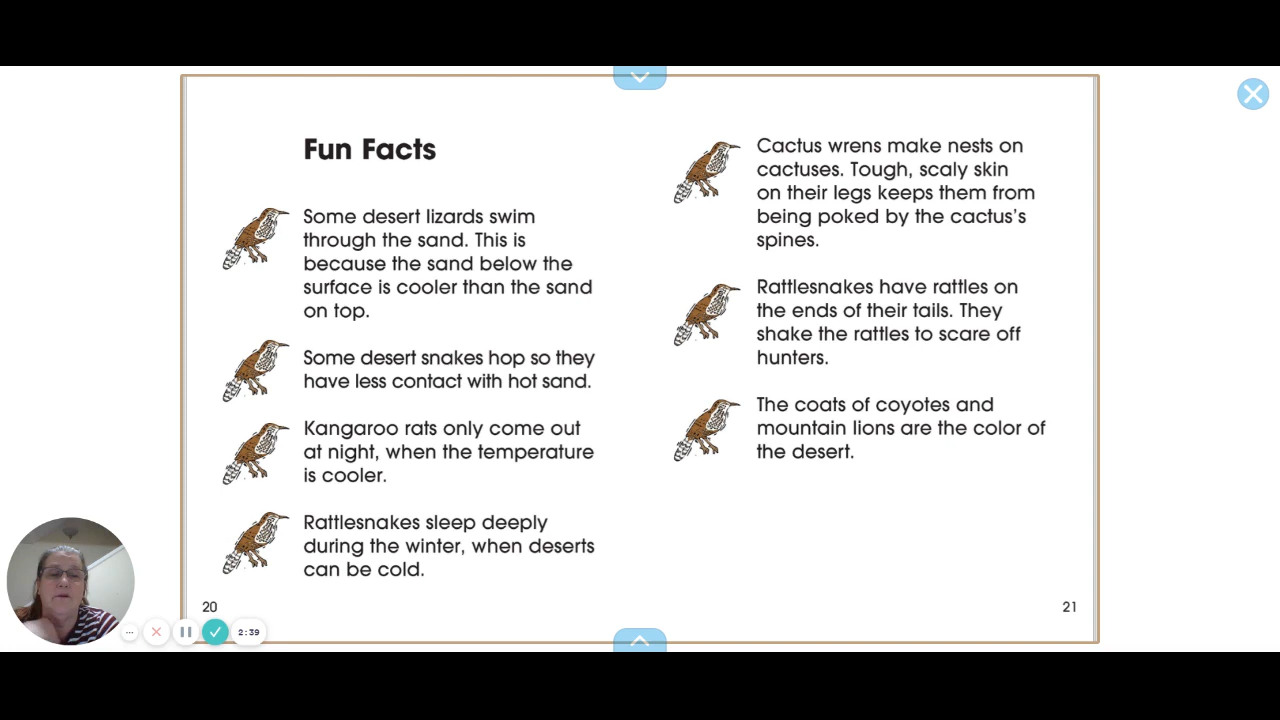 Fun Facts
Some desert lizards swim
through the sand. This is
because the sand below the
surface is cooler than the sand
on top.
Some desert snakes hop so they
have less contact with hot sand.
Kangaroo rats only come out
at night, when the temperature
is cooler.
Rattlesnakes sleep deeply
during the winter, when deserts
can be cold.
20
Cactus wrens make nests on
cactuses. Tough, scaly skin
on their legs keeps them from
being poked by the cactus's
spines.
Rattlesnakes have rattles on
the ends of their tails. They
shake the rattles to scare off
hunters.
The coats of coyotes and
mountain lions are the color of
the desert.
21
2:39